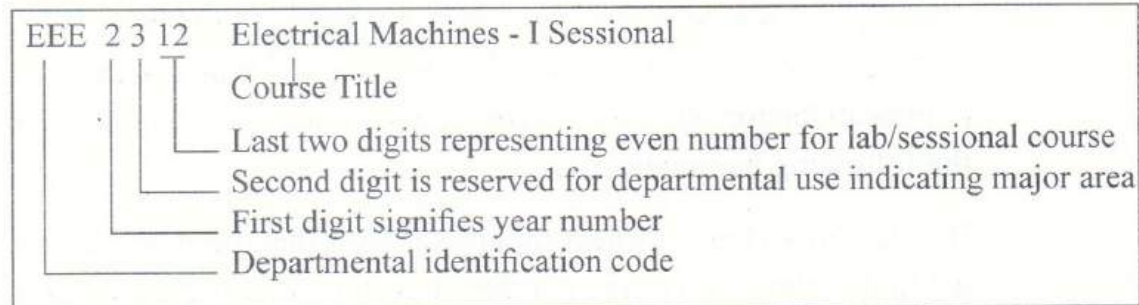 EEE 2 3 12 Electrical Machines - I Sessional
Course Title
Last two digits representing even number for lab/sessional course
Second digit is reserved for departmental use indicating major area
First digit signifies year number
Departmental identification code